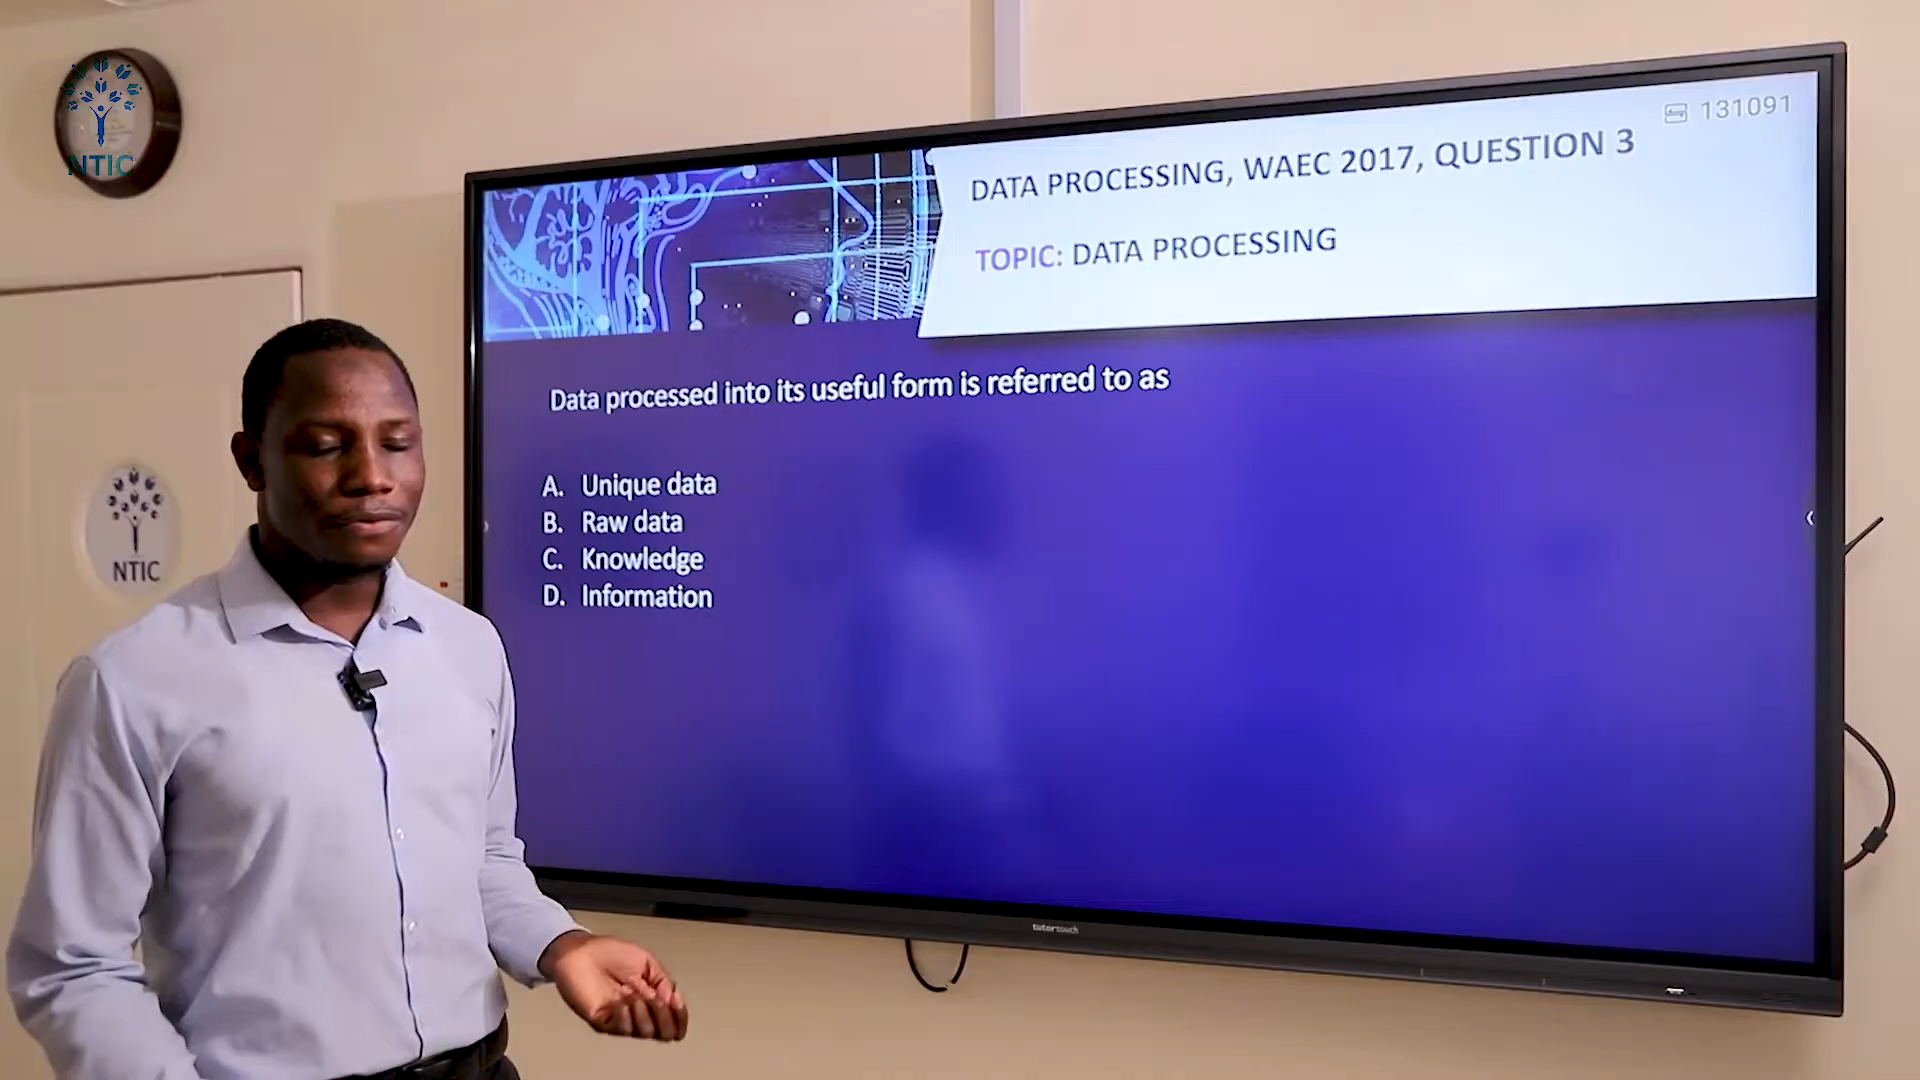 NTIC
131091
DATA PROCESSING, WAEC 2017, QUESTION 3
TOPIC: DATA PROCESSING
Data processed into its useful form is referred to as
A. Unique data
B. Raw data
C. Knowledge
D. Information
NTIC
tutortouch